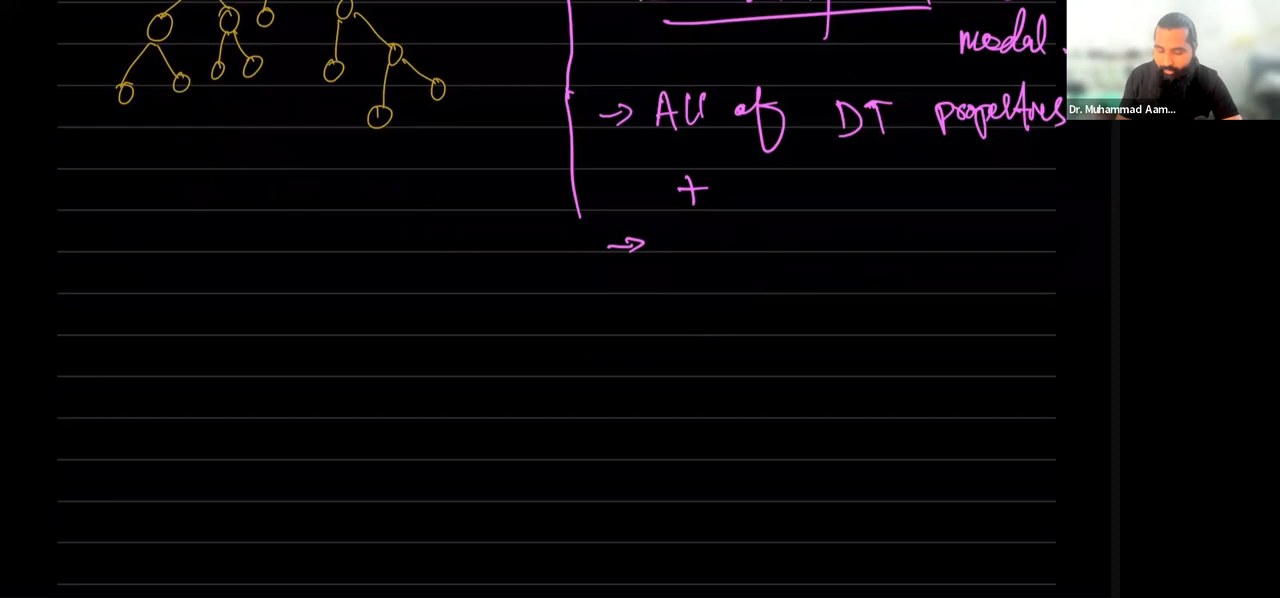 modal.
→ All of DT properties
Dr. Muhammad Aam...
+
→